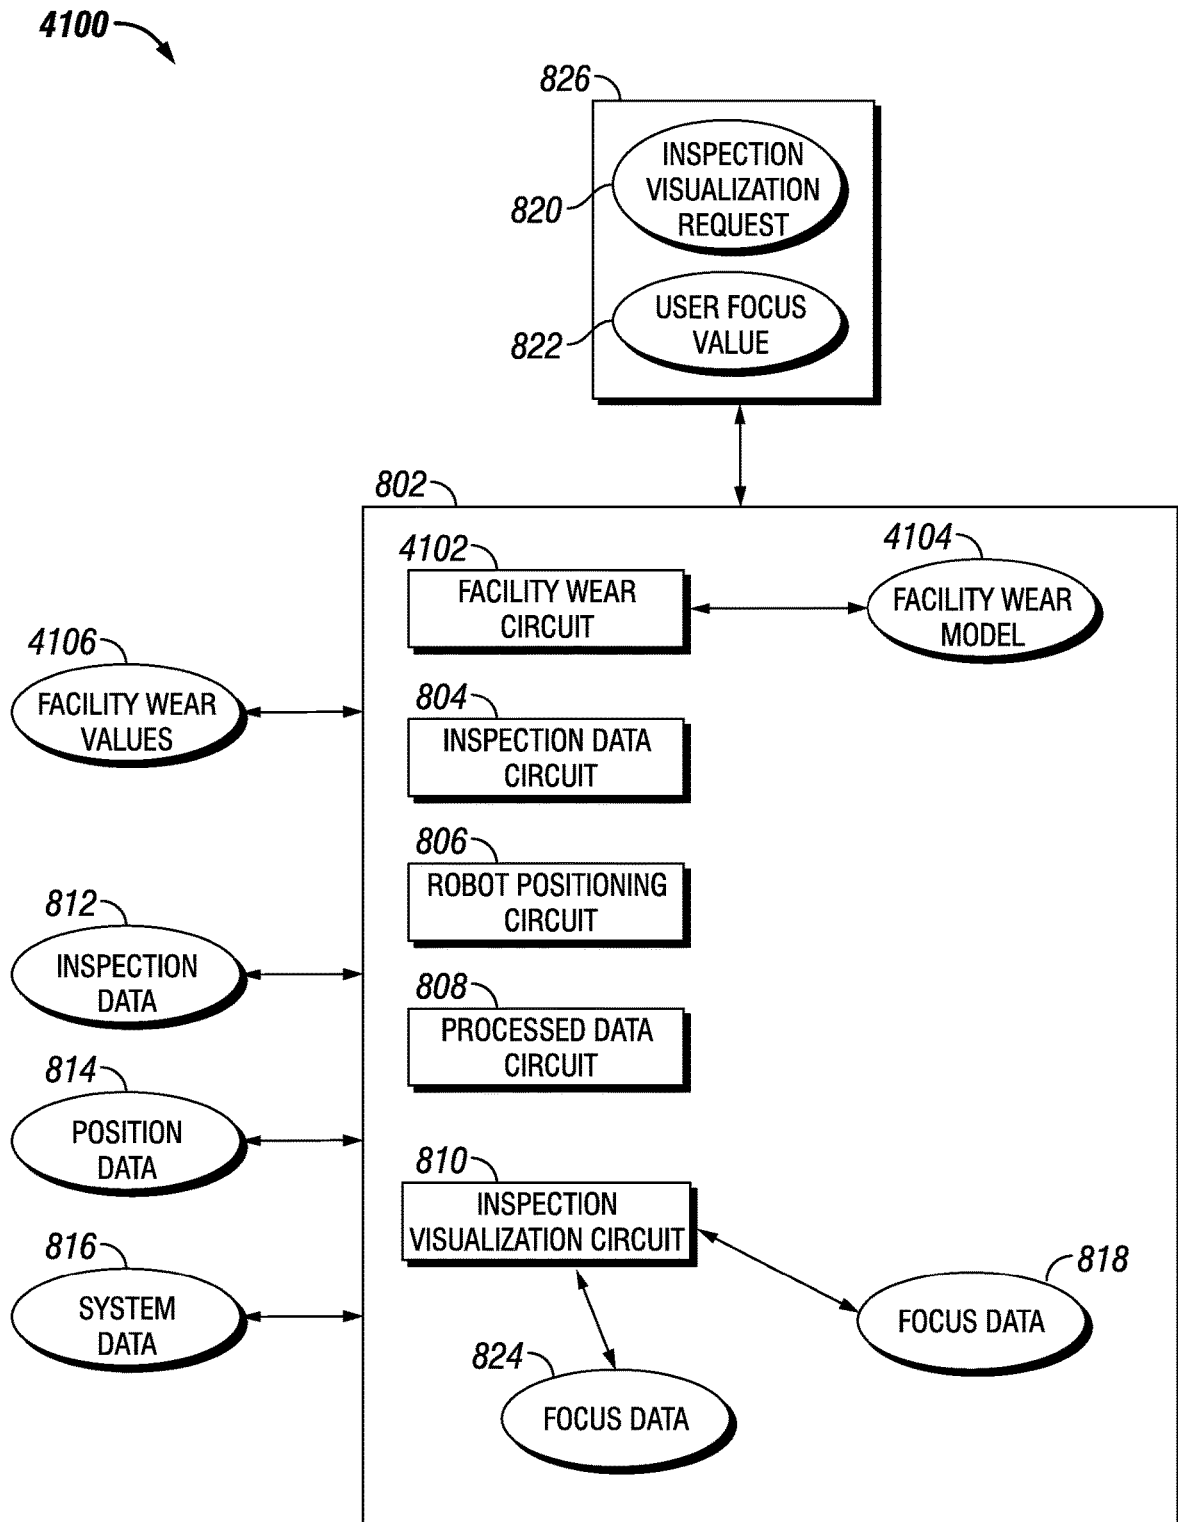 4100
826
INSPECTION
VISUALIZATION
REQUEST
820
USER FOCUS
VALUE
822
802
4102
FACILITY WEAR
CIRCUIT
4104
FACILITY WEAR
MODEL
4106
FACILITY WEAR
VALUES
804
INSPECTION DATA
CIRCUIT
806
ROBOT POSITIONING
CIRCUIT
812
INSPECTION
DATA
808
PROCESSED DATA
CIRCUIT
814
POSITION
DATA
810
INSPECTION
VISUALIZATION CIRCUIT
816
SYSTEM
DATA
818
FOCUS DATA
824
FOCUS DATA